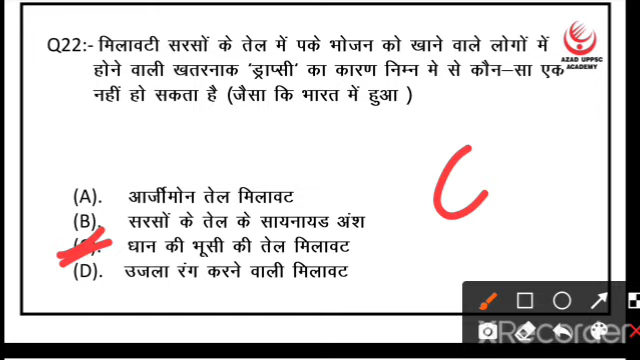 Q22:- मिलावटी सरसों के तेल में पके भोजन को खाने वाले लोगों में
होने वाली खतरनाक ‘ड्राप्सी‘ का कारण निम्न मे से कौन–सा एक
नहीं हो सकता है (जैसा कि भारत में हुआ )
AZAD UPPSC
ACADEMY
(A). आर्जीमोन तेल मिलावट
(B). सरसों के तेल के सायनायड अंश
(C). धान की भूसी की तेल मिलावट
(D). उजला रंग करने वाली मिलावट
C
XRecorder